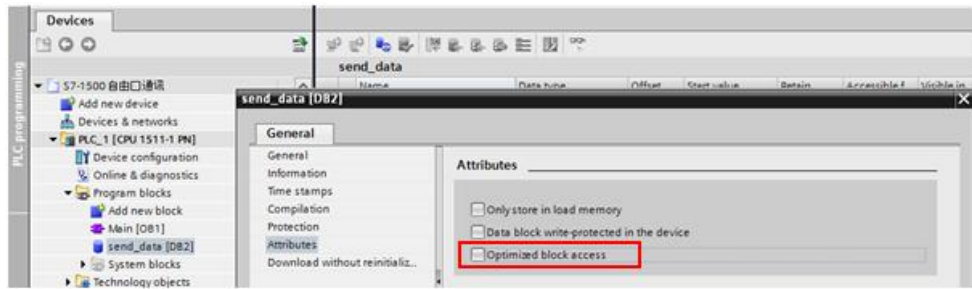 Devices
PLC programming
send_data
S7-1500 自由口通讯
Name Data type Offset Start value Retain Accessible f Visible in
Add new device
send_data [DB2] X
Devices & networks
General
PLC_1 [CPU 1511-1 PN]
Device configuration
General
Attributes
Online & diagnostics
Information
Program blocks
Time stamps
Add new block
Compilation
Only store in load memory
Main [OB1]
Protection
Data block write-protected in the device
send_data [DB2]
Attributes
Optimized block access
System blocks
Download without reinitializ...
Technology objects